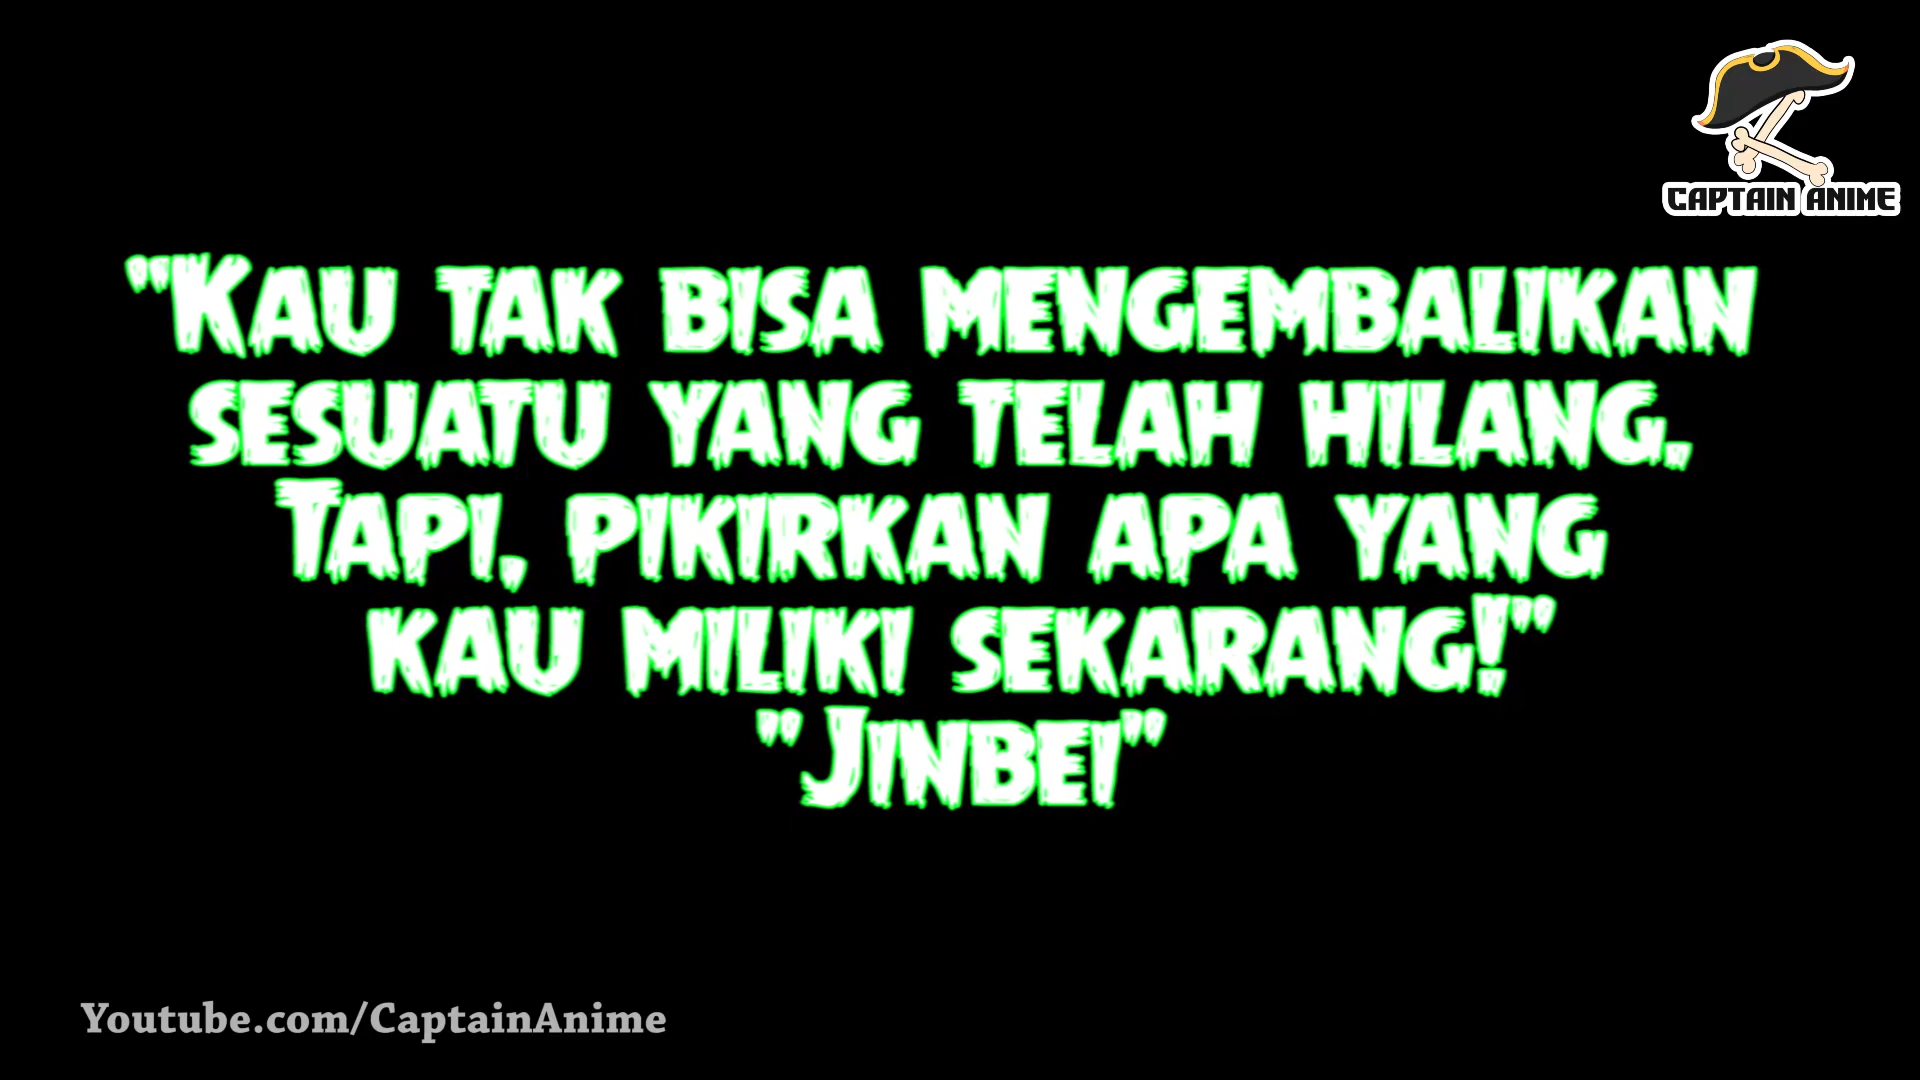 CAPTAIN ANIME
"Kau tak bisa mengembalikan
sesuatu yang telah hilang.
Tapi, pikirkan apa yang
kau miliki sekarang!"
"Jinbei"
Youtube.com/CaptainAnime